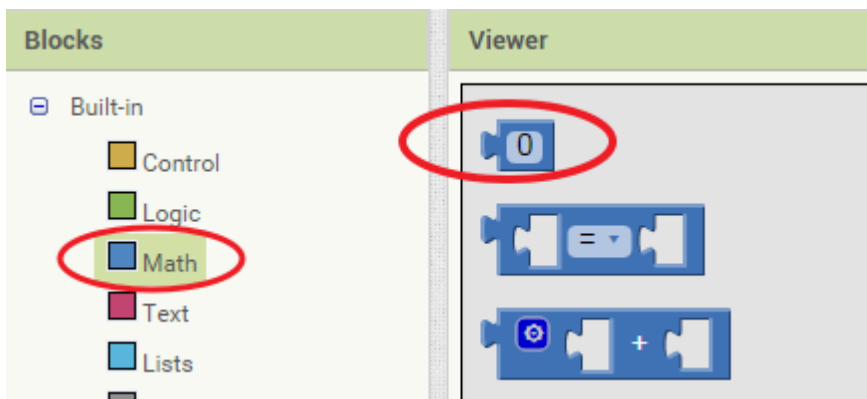 Blocks
Viewer
Built-in
Control
Logic
Math
Text
Lists
0
=
+